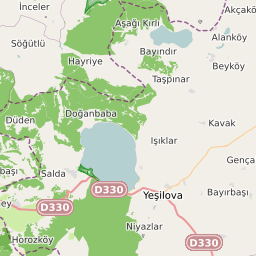 İnceler
Akçakö
Aşağı Kırlı
Alanköy
Söğütlü
Bayındır
Hayriye
Beyköy
Taşpınar
Doğanbaba
Düden
Kavak
Işıklar
Gença
başı
Salda
D330
Yeşilova
Bayırbaşı
ey
D330
Niyazlar
Horozköy
D330